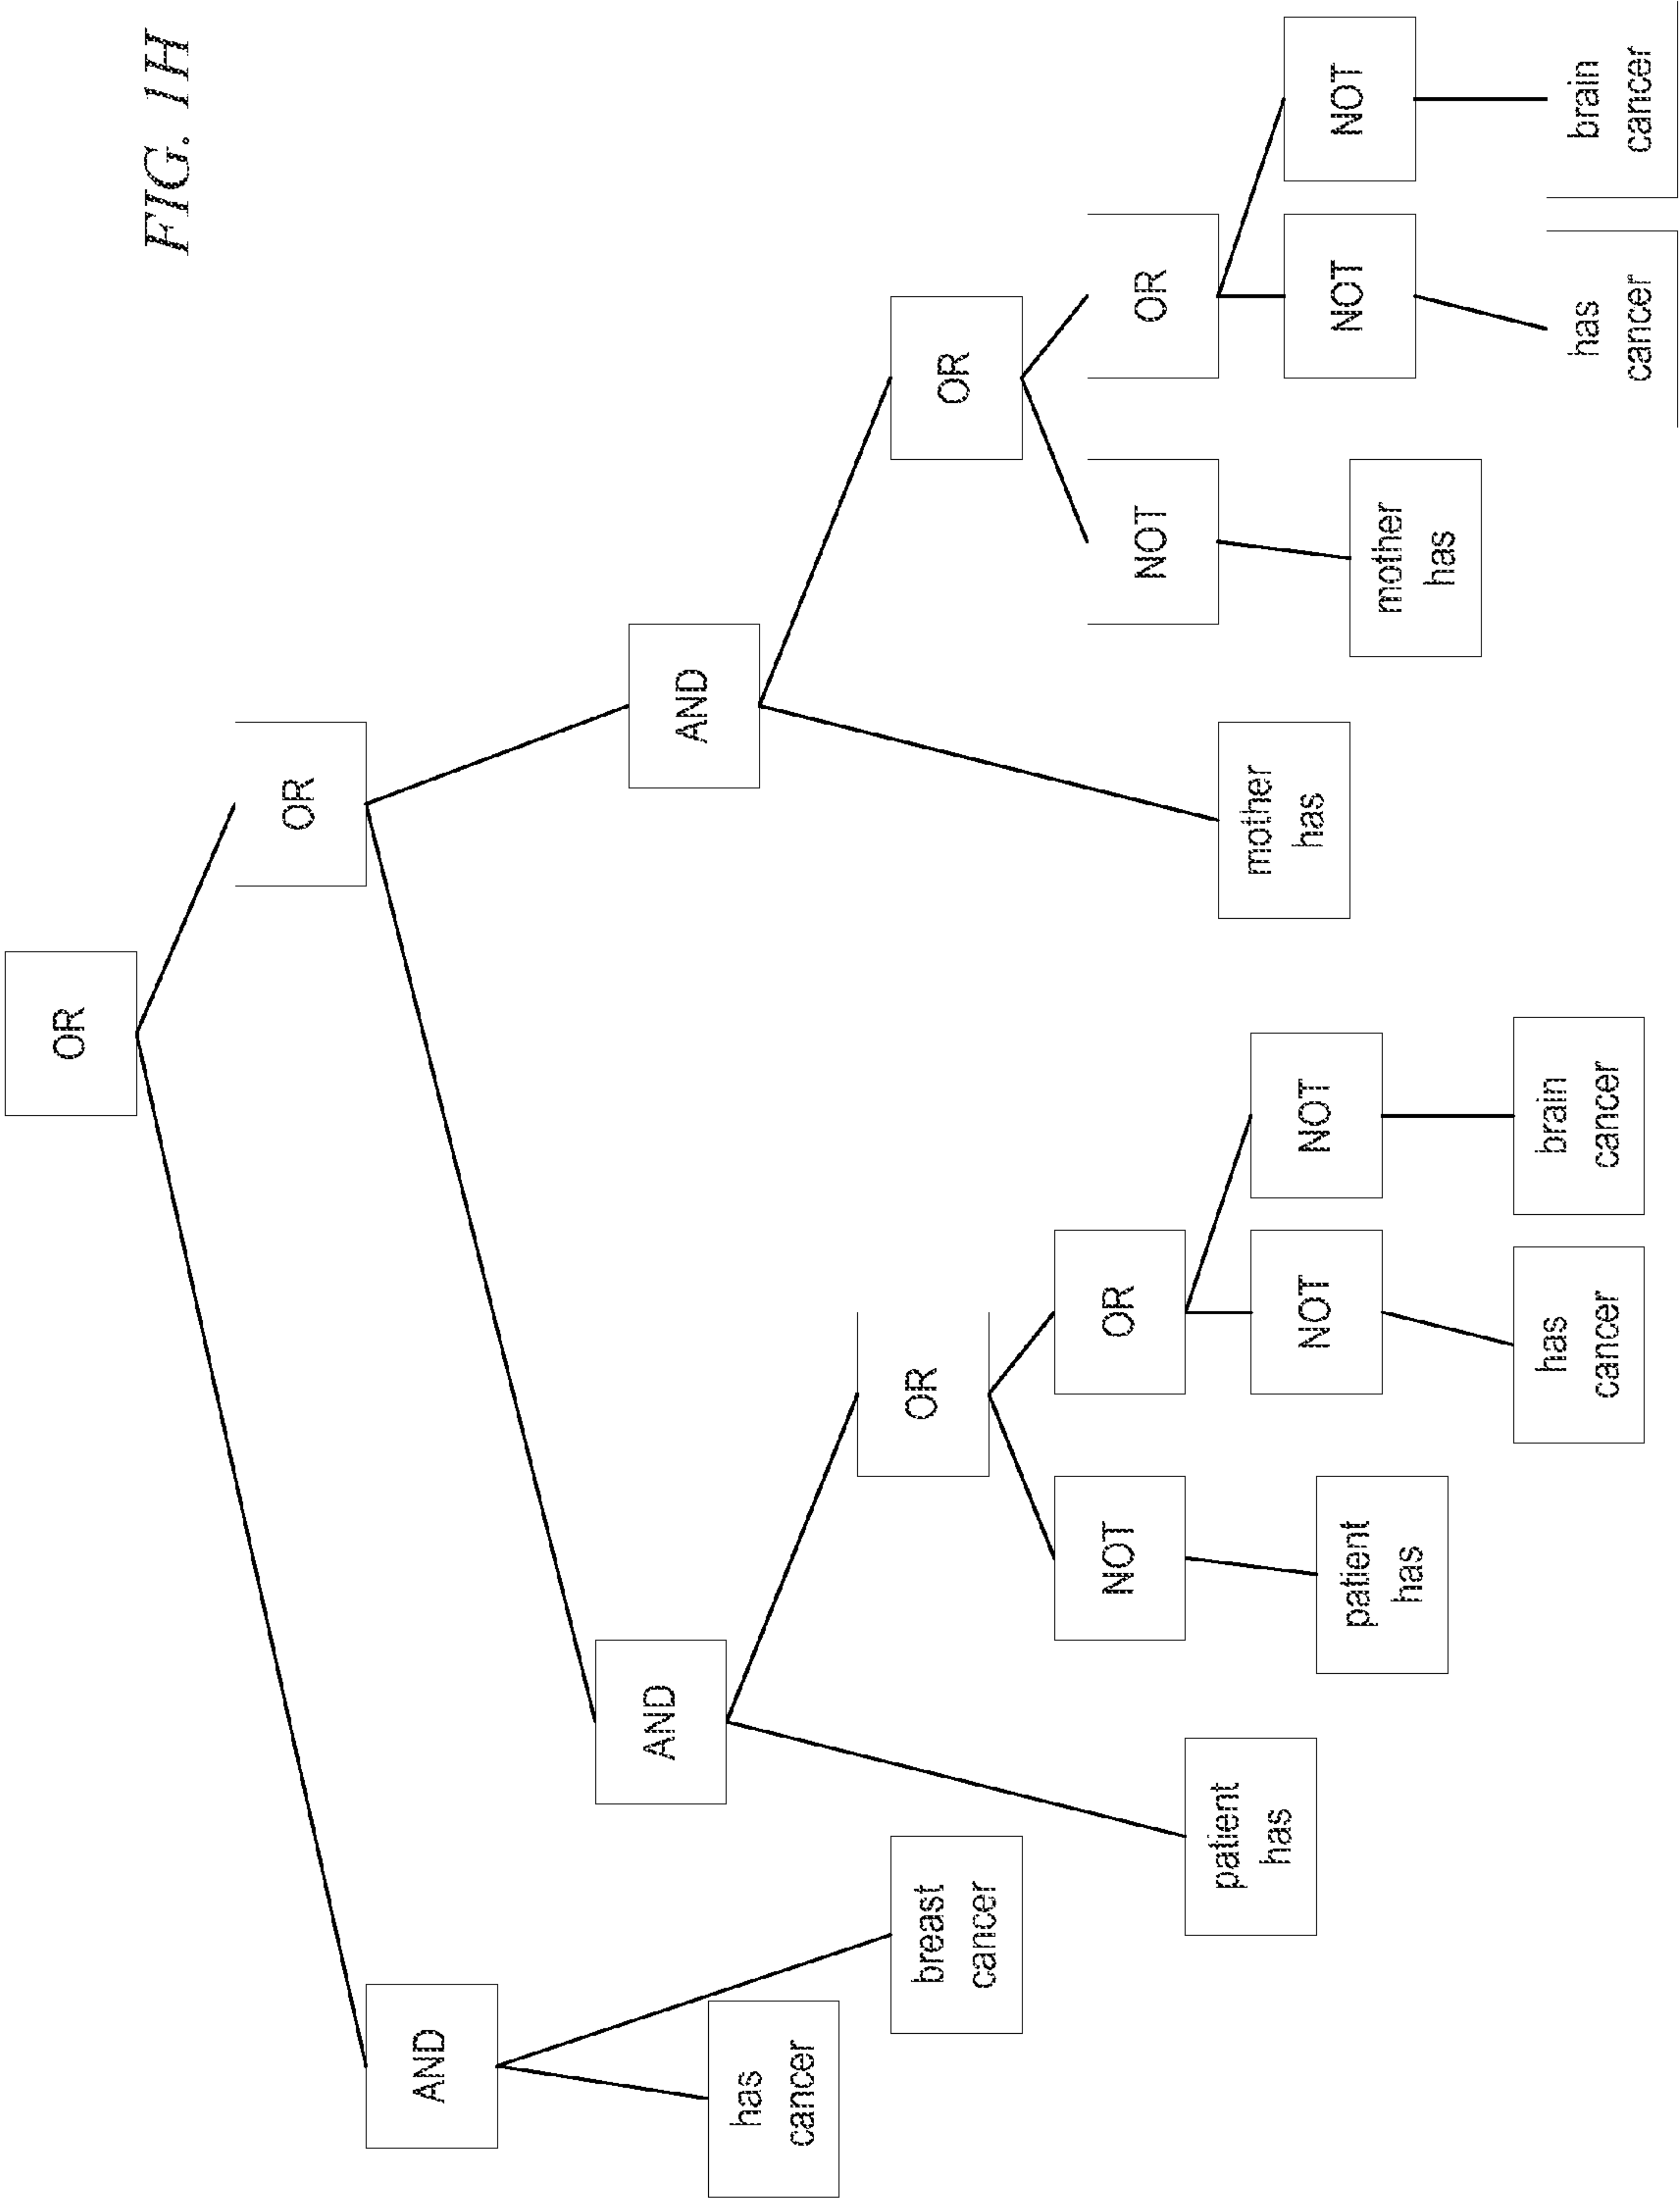 FIG. 1H
OR
OR
AND
AND
AND
has
cancer
breast
cancer
OR
OR
patient
has
NOT
OR
mother
has
NOT
OR
patient
has
NOT
NOT
mother
has
NOT
NOT
has
cancer
brain
cancer
has
cancer
brain
cancer